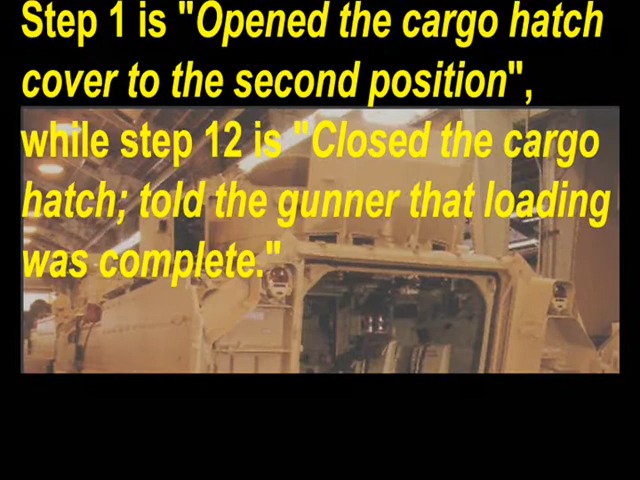 Step 1 is "Opened the cargo hatch
cover to the second position",
while step 12 is "Closed the cargo
hatch; told the gunner that loading
was complete."